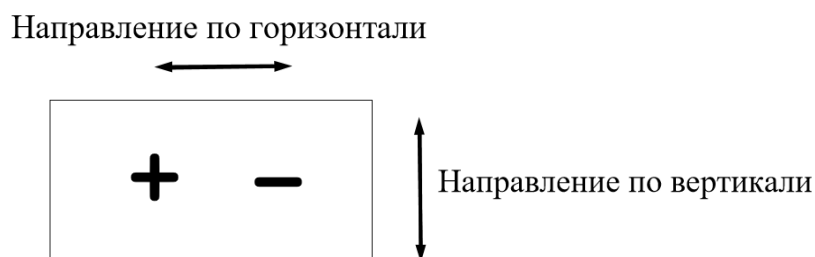 Направление по горизонтали
+ −
Направление по вертикали